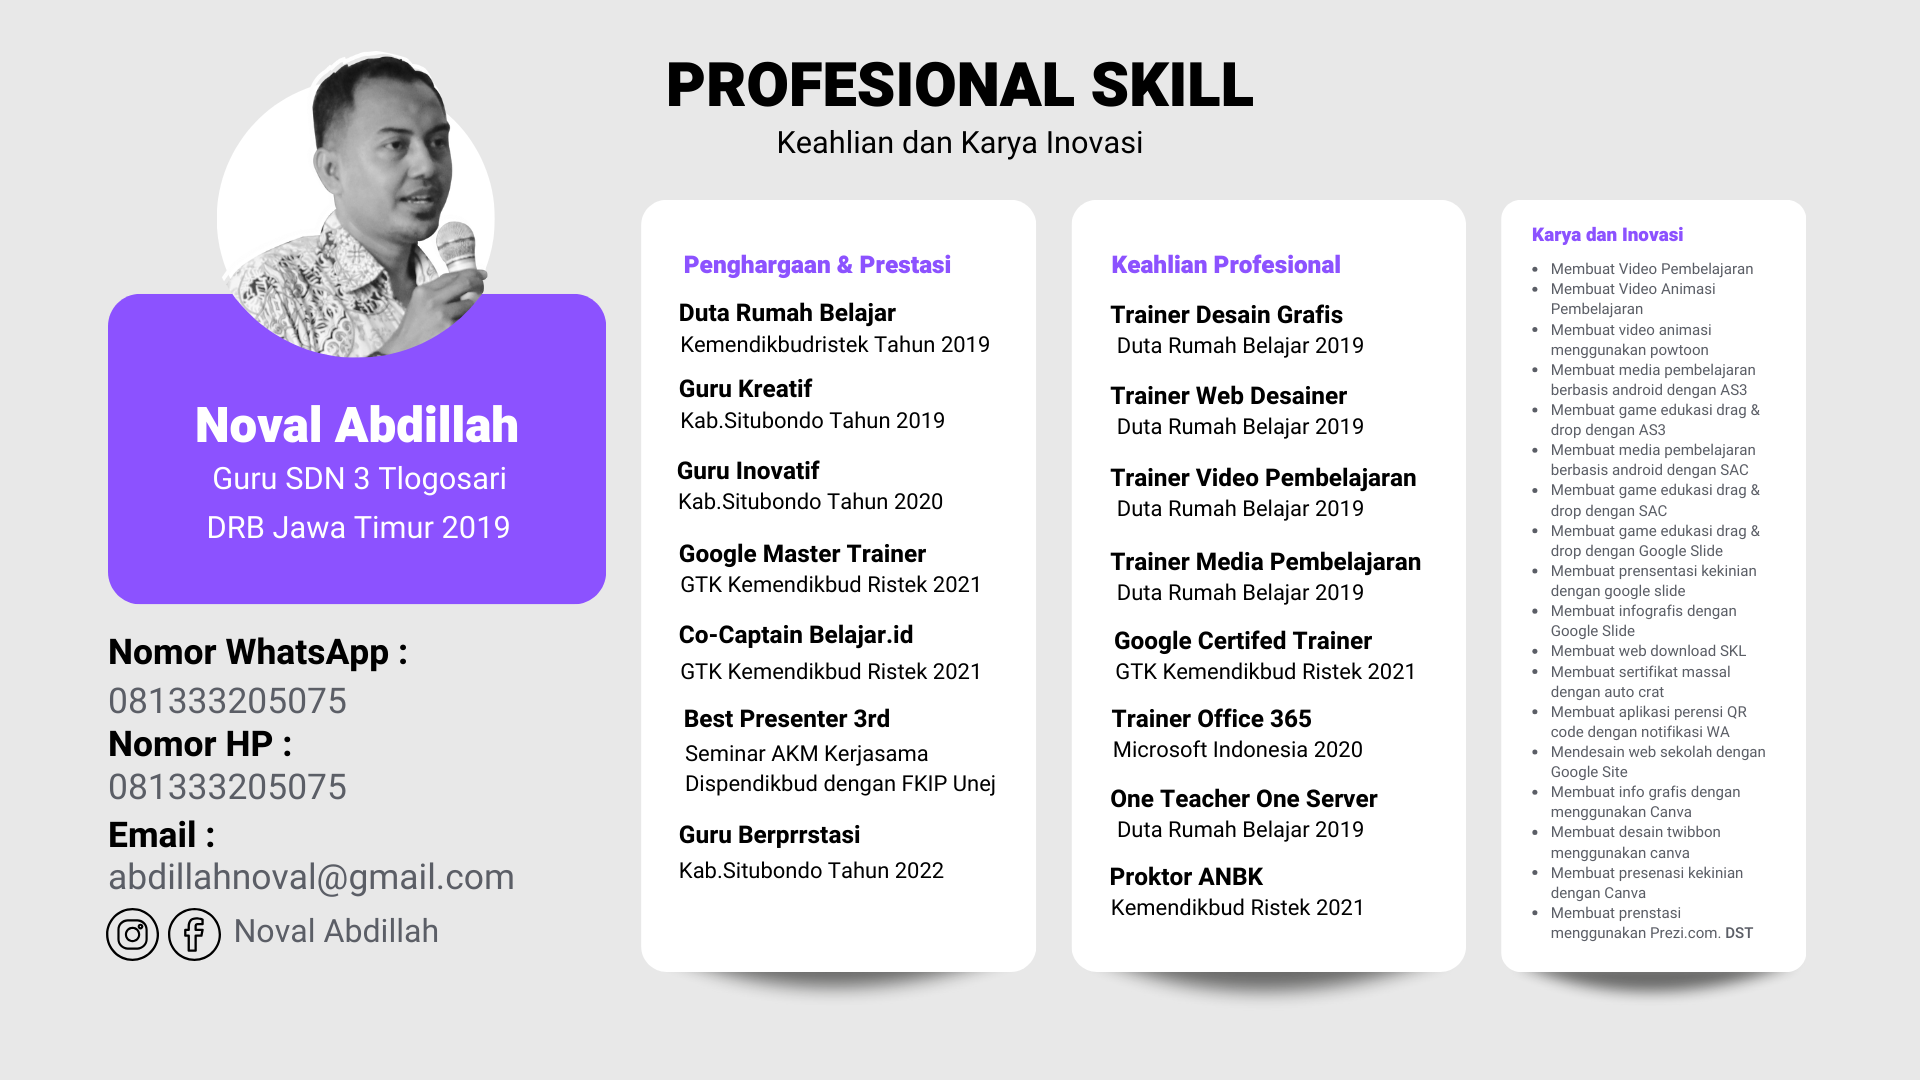 PROFESIONAL SKILL
Keahlian dan Karya Inovasi
Noval Abdillah
Guru SDN 3 Tlogosari
DRB Jawa Timur 2019
Nomor WhatsApp :
081333205075
Nomor HP :
081333205075
Email :
abdillahnoval@gmail.com
Noval Abdillah
Penghargaan & Prestasi
Duta Rumah Belajar
Kemendikbudristek Tahun 2019
Guru Kreatif
Kab.Situbondo Tahun 2019
Guru Inovatif
Kab.Situbondo Tahun 2020
Google Master Trainer
GTK Kemendikbud Ristek 2021
Co-Captain Belajar.id
GTK Kemendikbud Ristek 2021
Best Presenter 3rd
Seminar AKM Kerjasama
Dispendikbud dengan FKIP Unej
Guru Berprrstasi
Kab.Situbondo Tahun 2022
Keahlian Profesional
Trainer Desain Grafis
Duta Rumah Belajar 2019
Trainer Web Desainer
Duta Rumah Belajar 2019
Trainer Video Pembelajaran
Duta Rumah Belajar 2019
Trainer Media Pembelajaran
Duta Rumah Belajar 2019
Google Certifed Trainer
GTK Kemendikbud Ristek 2021
Trainer Office 365
Microsoft Indonesia 2020
One Teacher One Server
Duta Rumah Belajar 2019
Proktor ANBK
Kemendikbud Ristek 2021
Karya dan Inovasi
• Membuat Video Pembelajaran
• Membuat Video Animasi
Pembelajaran
• Membuat video animasi
menggunakan powtoon
• Membuat media pembelajaran
berbasis android dengan AS3
• Membuat game edukasi drag &
drop dengan AS3
• Membuat media pembelajaran
berbasis android dengan SAC
• Membuat game edukasi drag &
drop dengan SAC
• Membuat game edukasi drag &
drop dengan Google Slide
• Membuat prensentasi kekinian
dengan google slide
• Membuat infografis dengan
Google Slide
• Membuat web download SKL
• Membuat sertifikat massal
dengan auto crat
• Membuat aplikasi perensi QR
code dengan notifikasi WA
• Mendesain web sekolah dengan
Google Site
• Membuat info grafis dengan
menggunakan Canva
• Membuat desain twibbon
menggunakan canva
• Membuat presenasi kekinian
dengan Canva
• Membuat prenstasi
menggunakan Prezi.com. DST